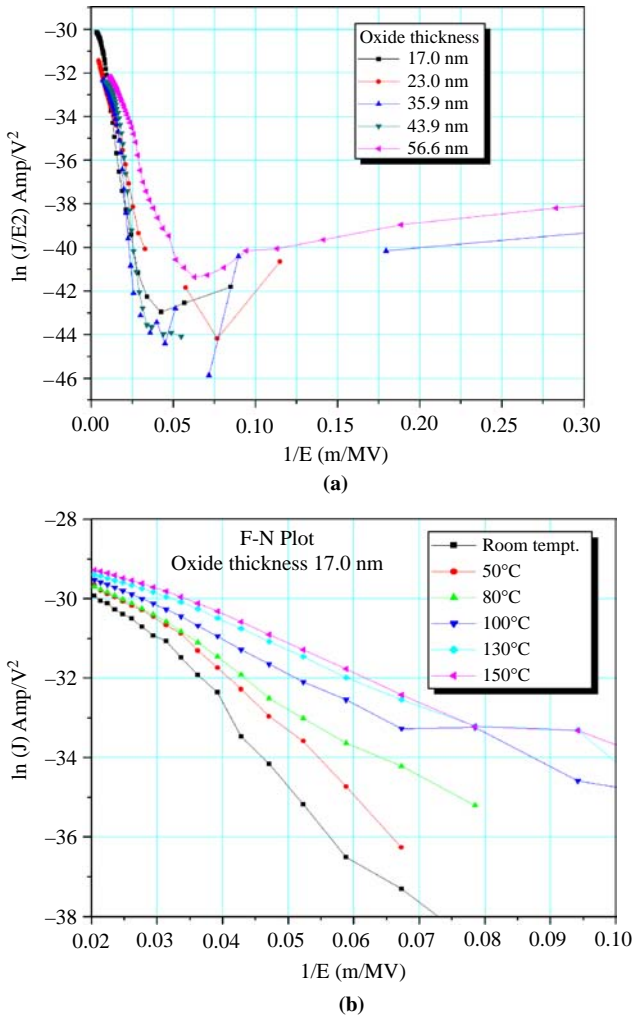 Oxide thickness
17.0 nm
23.0 nm
35.9 nm
43.9 nm
56.6 nm
ln (J/E2) Amp/V²
−30
−32
−34
−36
−38
−40
−42
−44
−46
0.00 0.05 0.10 0.15 0.20 0.25 0.30
1/E (m/MV)
(a)
F-N Plot
Oxide thickness 17.0 nm
Room tempt.
50°C
80°C
100°C
130°C
150°C
ln (J) Amp/V²
−28
−30
−32
−34
−36
−38
0.02 0.03 0.04 0.05 0.06 0.07 0.08 0.09 0.10
1/E (m/MV)
(b)